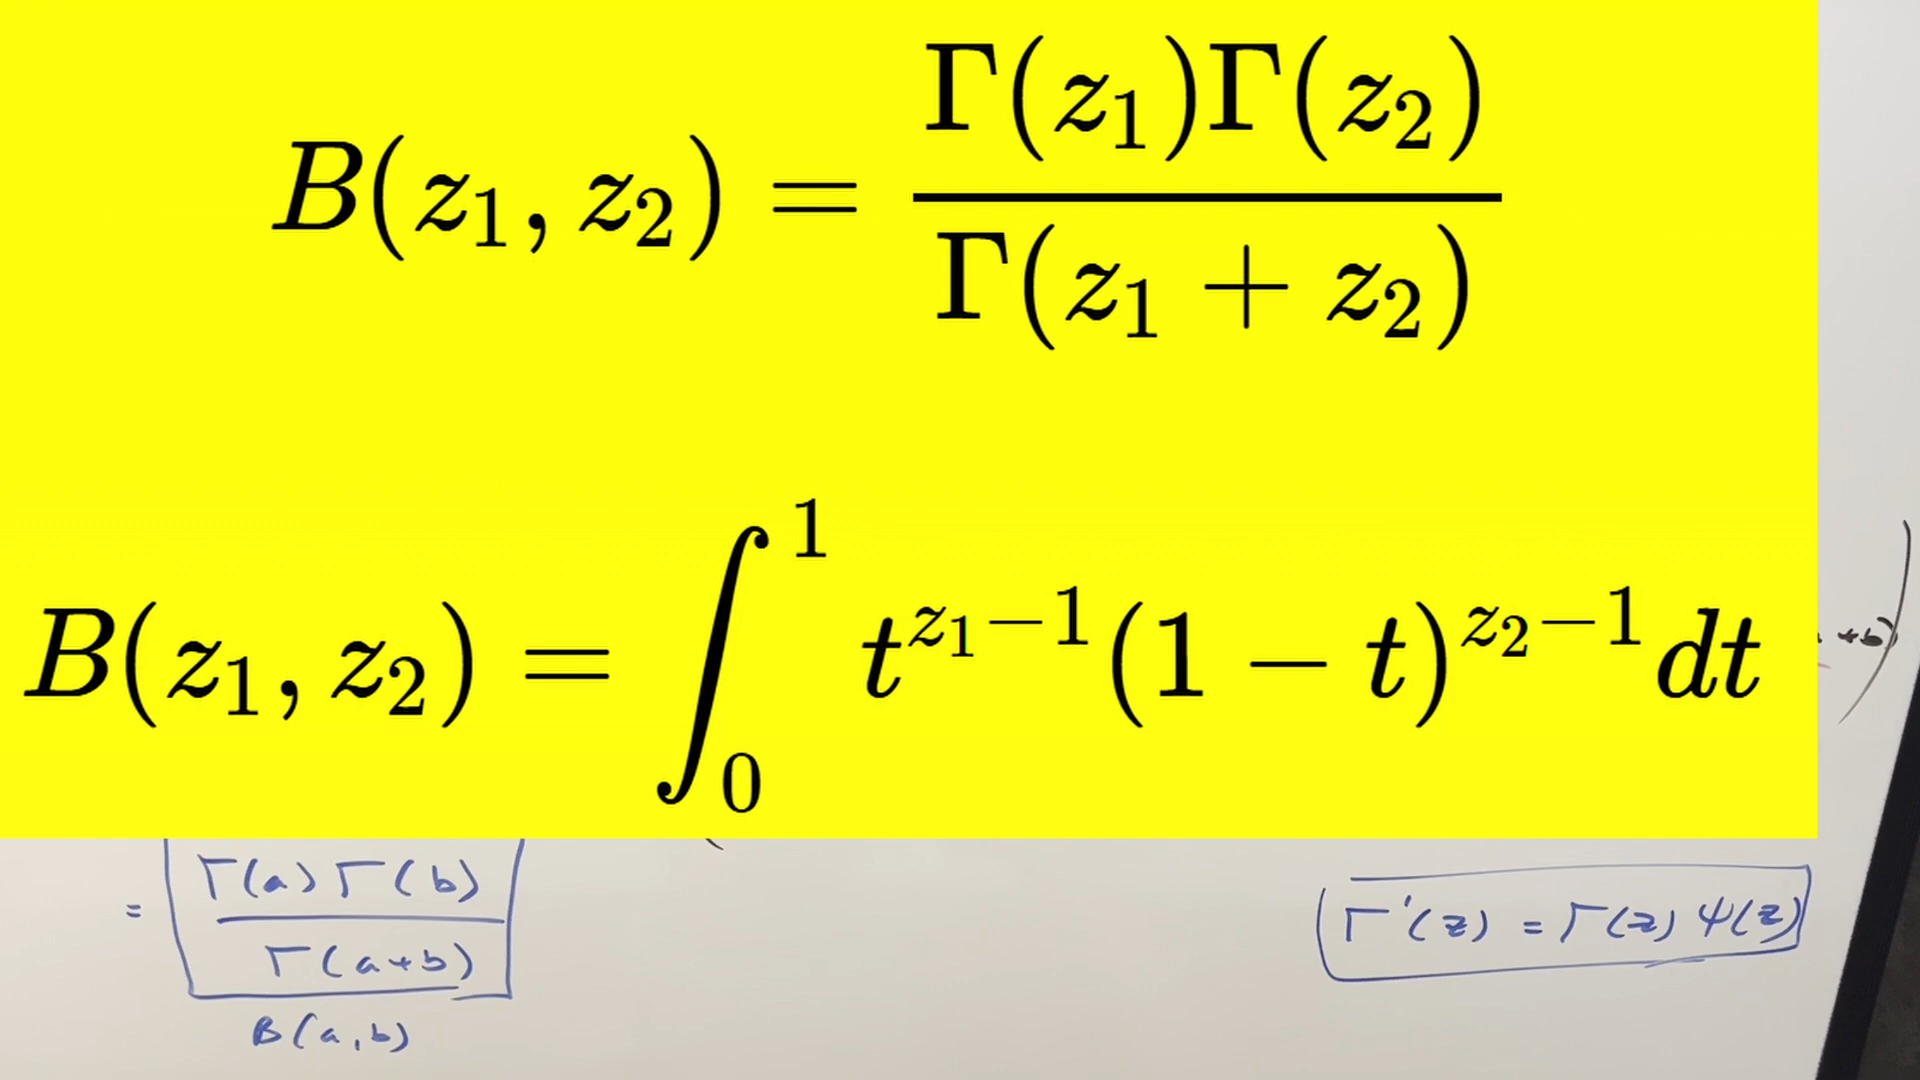 B(z₁, z₂) = Γ(z₁)Γ(z₂) / Γ(z₁ + z₂)
B(z₁, z₂) = ∫₀¹ t^(z₁−1) (1 − t)^(z₂−1) dt
+b)
= Γ(a) Γ(b) / Γ(a+b)
B(a,b)
Γ'(z) = Γ(z) ψ(z)